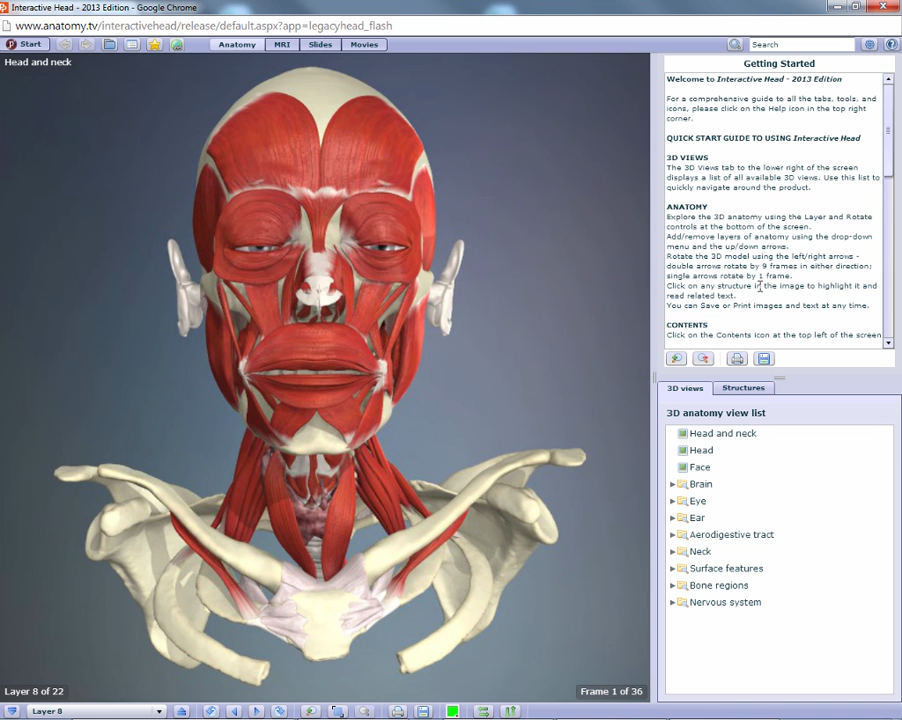 Interactive Head - 2013 Edition - Google Chrome
www.anatomy.tv/interactivehead/release/default.aspx?app=legacyhead_flash
Start
Anatomy MRI Slides Movies
Search
Head and neck
Getting Started
Welcome to Interactive Head - 2013 Edition
For a comprehensive guide to all the tabs, tools, and
icons, please click on the Help icon in the top right
corner.
QUICK START GUIDE TO USING Interactive Head
3D VIEWS
The 3D Views tab to the lower right of the screen
displays a list of all available 3D views. Use this list to
quickly navigate around the product.
ANATOMY
Explore the 3D anatomy using the Layer and Rotate
controls at the bottom of the screen.
Add/remove layers of anatomy using the drop-down
menu and the up/down arrows.
Rotate the 3D model using the left/right arrows -
double arrows rotate by 9 frames in either direction;
single arrows rotate by 1 frame.
Click on any structure in the image to highlight it and
read related text.
You can Save or Print images and text at any time.
CONTENTS
Click on the Contents icon at the top left of the screen
3D views Structures
3D anatomy view list
Head and neck
Head
Face
Brain
Eye
Ear
Aerodigestive tract
Neck
Surface features
Bone regions
Nervous system
Layer 8 of 22
Frame 1 of 36
Layer 8